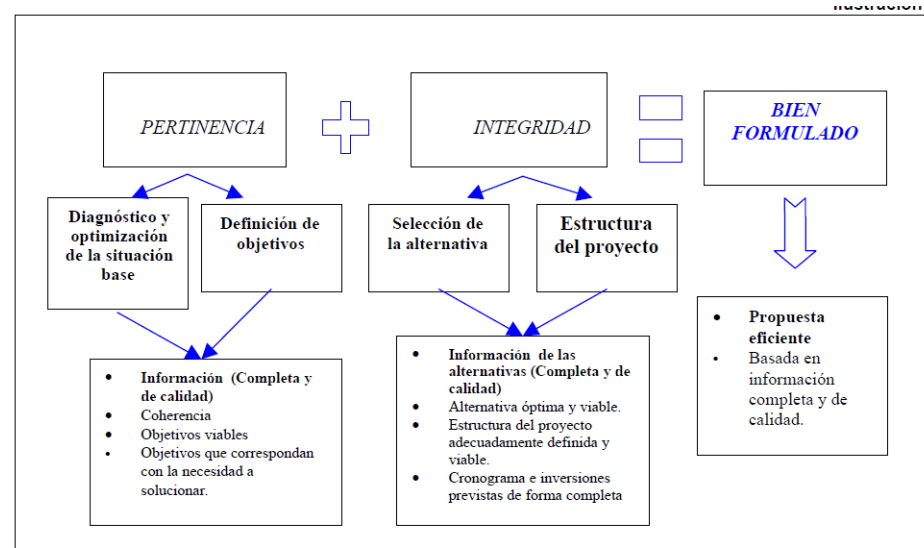 PERTINENCIA
INTEGRIDAD
BIEN
FORMULADO
Diagnóstico y
optimización
de la situación
base
Definición de
objetivos
Selección de
la alternativa
Estructura
del proyecto
• Información (Completa y
de calidad)
• Coherencia
• Objetivos viables
• Objetivos que correspondan
con la necesidad a
solucionar.
• Información de las
alternativas (Completa y de
calidad)
• Alternativa óptima y viable.
• Estructura del proyecto
adecuadamente definida y
viable.
• Cronograma e inversiones
previstas de forma completa
• Propuesta
eficiente
• Basada en
información
completa y de
calidad.